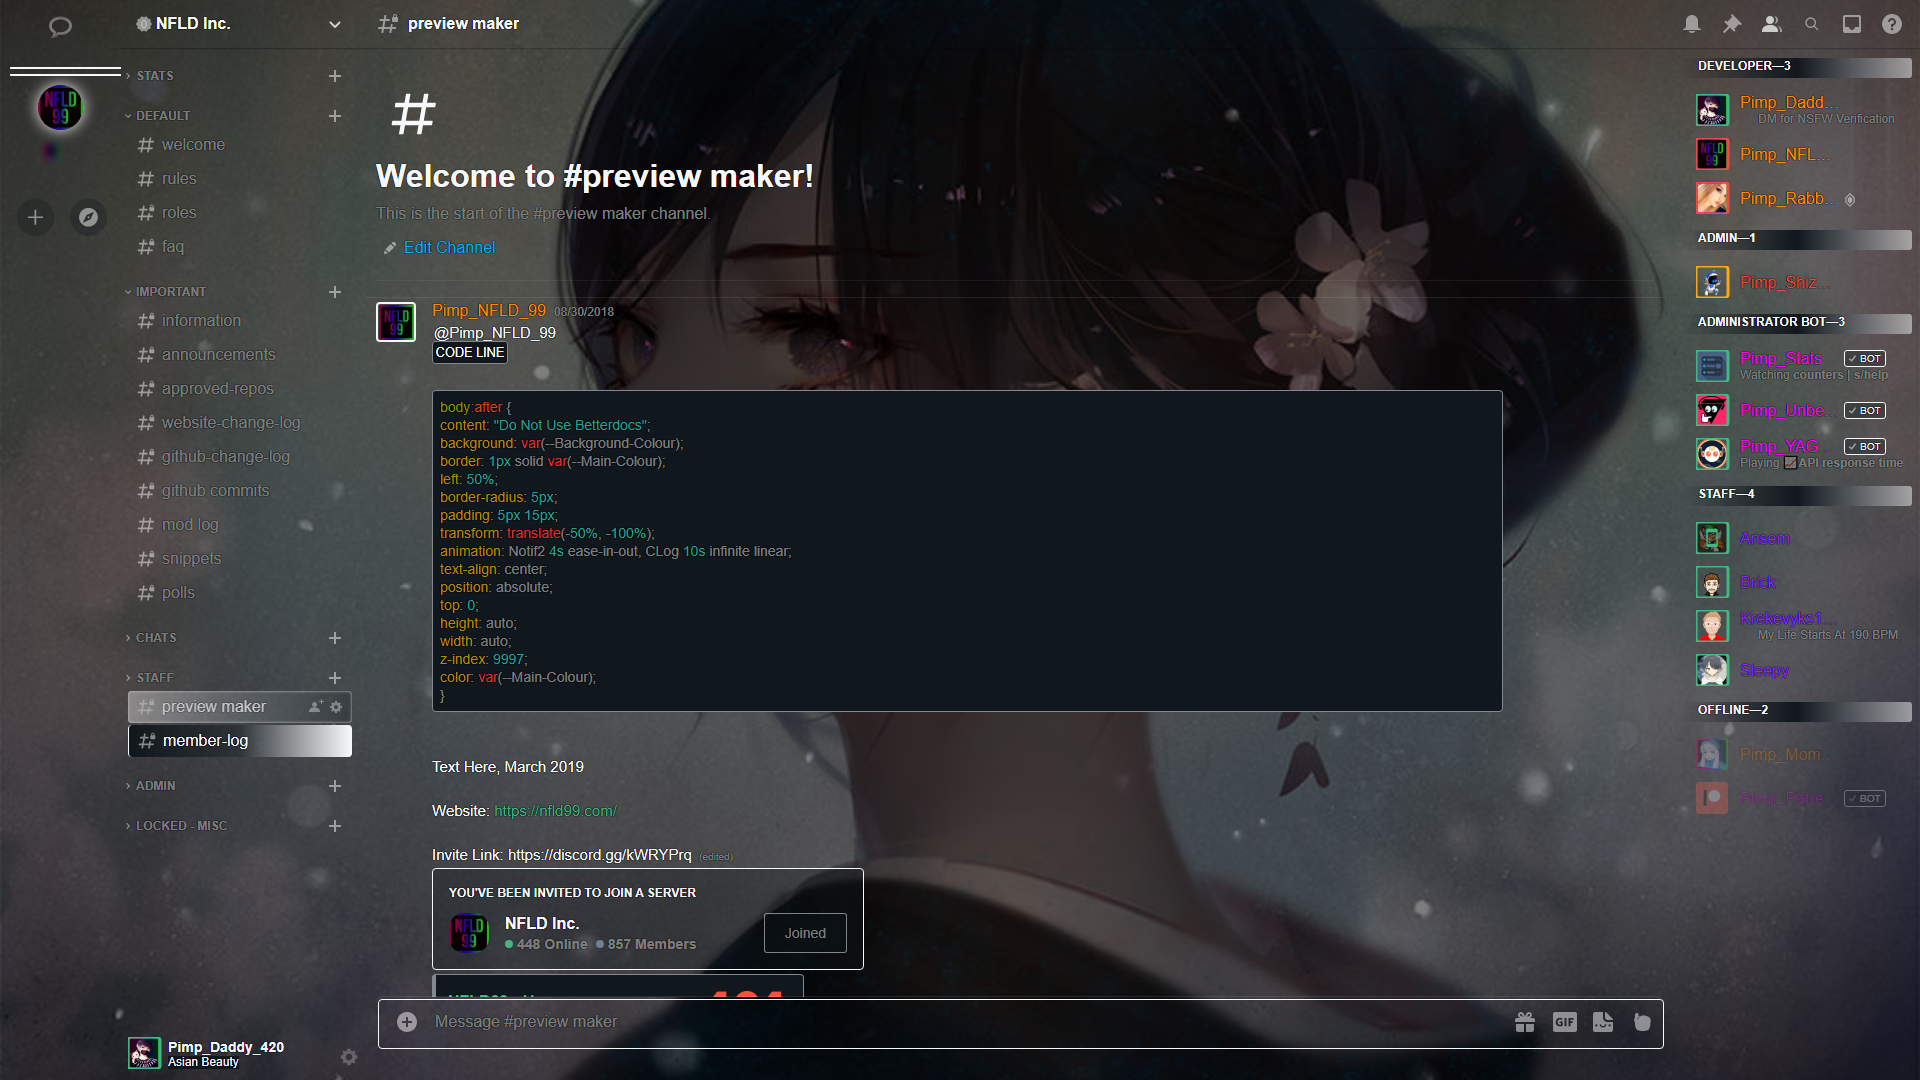 NFLD Inc.
preview maker
NFLD
99
STATS
DEFAULT
welcome
rules
roles
faq
IMPORTANT
information
announcements
approved-repos
website-change-log
github-change-log
github commits
mod log
snippets
polls
CHATS
STAFF
preview maker
member-log
ADMIN
LOCKED - MISC
Pimp_Daddy_420
Asian Beauty
#
Welcome to #preview maker!
This is the start of the #preview maker channel.
Edit Channel
NFLD
99
Pimp_NFLD_99 08/30/2018
@Pimp_NFLD_99
CODE LINE
body:after {
content: "Do Not Use Betterdocs";
background: var(--Background-Colour);
border: 1px solid var(--Main-Colour);
left: 50%;
border-radius: 5px;
padding: 5px 15px;
transform: translate(-50%, -100%);
animation: Notif2 4s ease-in-out, CLog 10s infinite linear;
text-align: center;
position: absolute;
top: 0;
height: auto;
width: auto;
z-index: 9997;
color: var(--Main-Colour);
}
Text Here, March 2019
Website: https://nfld99.com/
Invite Link: https://discord.gg/kWRYPrq (edited)
YOU'VE BEEN INVITED TO JOIN A SERVER
NFLD
99
NFLD Inc.
448 Online 857 Members
Joined
Message #preview maker
GIF
DEVELOPER—3
Pimp_Dadd...
DM for NSFW Verification
NFLD
99
Pimp_NFL...
Pimp_Rabb...
ADMIN—1
Pimp_Shiz...
ADMINISTRATOR BOT—3
Pimp_Stats
✓ BOT
Watching counters | s/help
Pimp_Unbe...
✓ BOT
Pimp_YAG...
✓ BOT
Playing API response time
STAFF—4
Ansem
Brick
Krekevyks1...
My Life Starts At 190 BPM
Sleepy
OFFLINE—2
Pimp_Mom...
Pimp_Patre...
✓ BOT